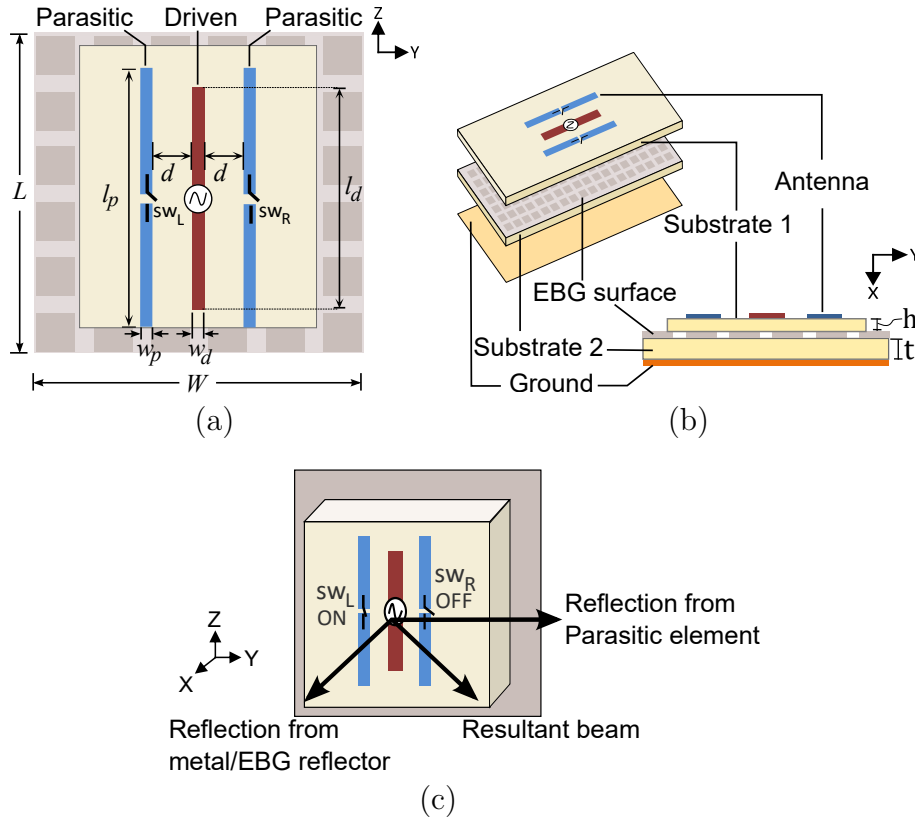 Parasitic Driven Parasitic
Z
Y
L
l_p
d
d
l_d
sw_L
sw_R
w_p
w_d
W
(a)
Antenna
Substrate 1
EBG surface
Substrate 2
Ground
Y
X
h
t
(b)
sw_L
ON
sw_R
OFF
Reflection from
Parasitic element
Z
Y
X
Reflection from
metal/EBG reflector
Resultant beam
(c)